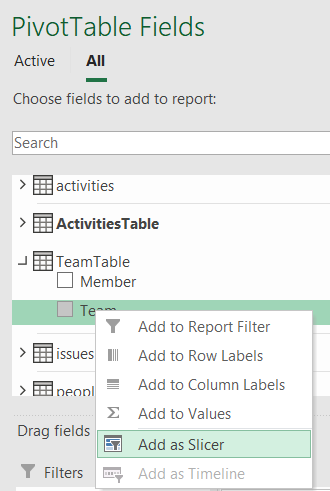 PivotTable Fields
Active All
Choose fields to add to report:
Search
activities
ActivitiesTable
TeamTable
Member
Team
Add to Report Filter
Add to Row Labels
issues
Add to Column Labels
Add to Values
Drag fields
Add as Slicer
Filters
Add as Timeline